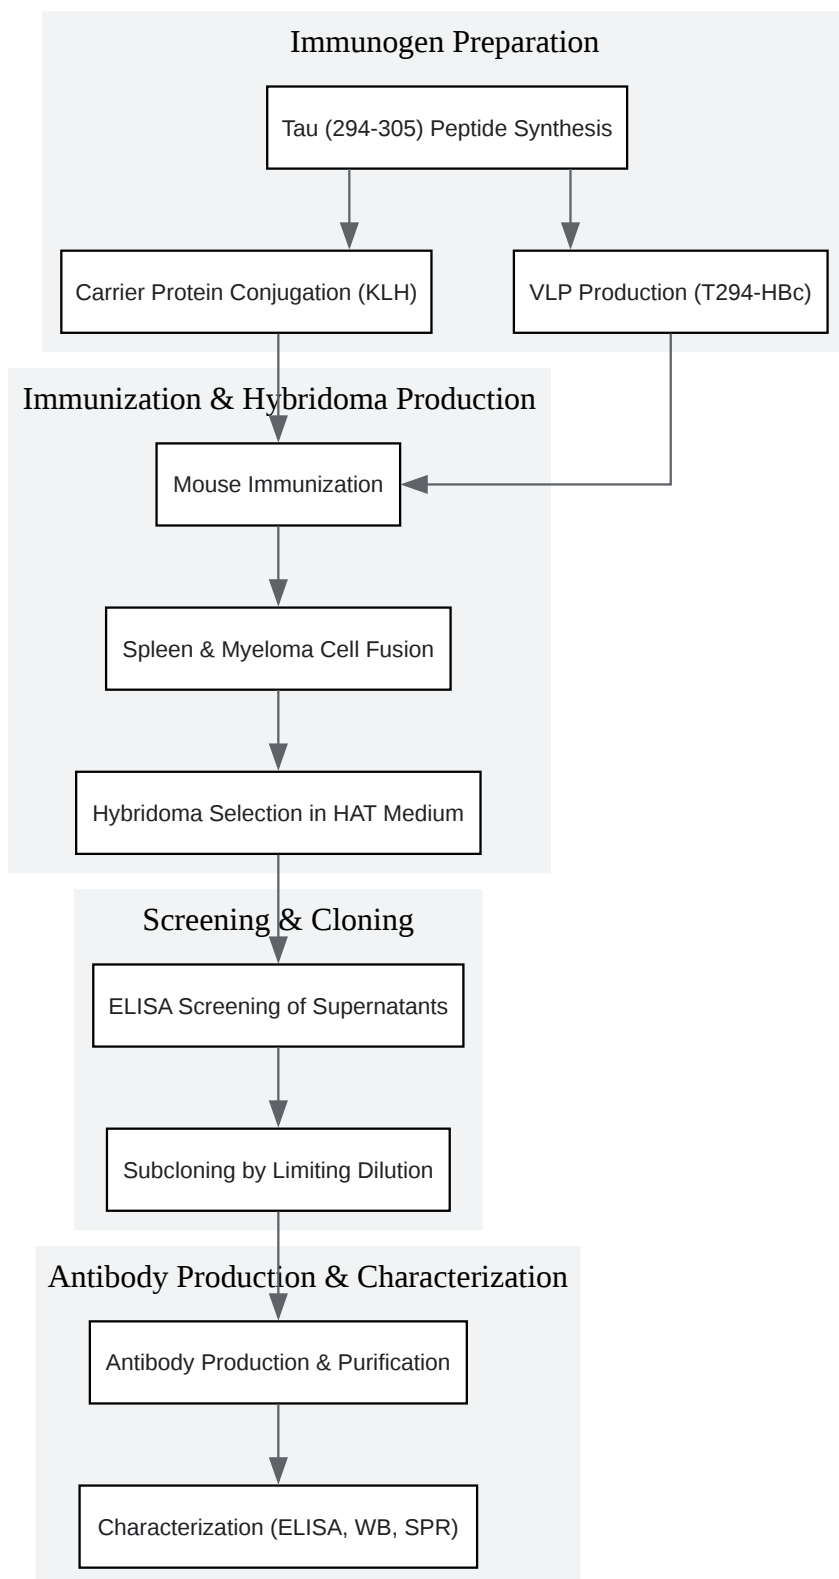 Immunogen Preparation
Tau (294-305) Peptide Synthesis
Carrier Protein Conjugation (KLH)
VLP Production (T294-HBc)
Immunization & Hybridoma Production
Mouse Immunization
Spleen & Myeloma Cell Fusion
Hybridoma Selection in HAT Medium
Screening & Cloning
ELISA Screening of Supernatants
Subcloning by Limiting Dilution
Antibody Production & Characterization
Antibody Production & Purification
Characterization (ELISA, WB, SPR)